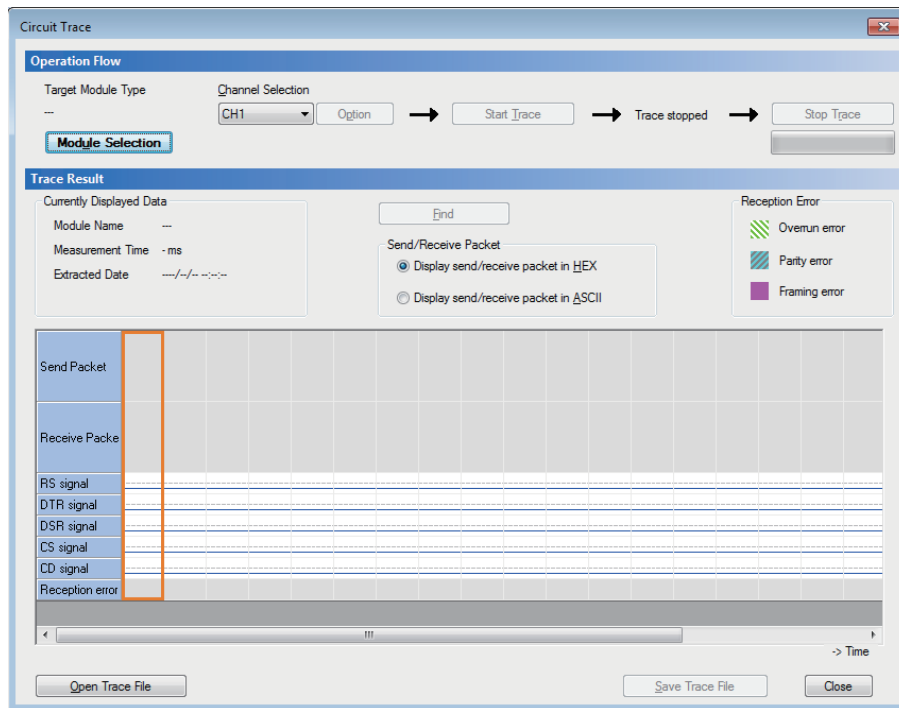 Circuit Trace
Operation Flow
Target Module Type
Channel Selection
---
CH1
Option
Start Trace
Trace stopped
Stop Trace
Module Selection
Trace Result
Currently Displayed Data
Module Name ---
Measurement Time - ms
Extracted Date ----/--/-- --:--:--
Find
Send/Receive Packet
Display send/receive packet in HEX
Display send/receive packet in ASCII
Reception Error
Overrun error
Parity error
Framing error
Send Packet
Receive Packe
RS signal
DTR signal
DSR signal
CS signal
CD signal
Reception error
-> Time
Open Trace File
Save Trace File
Close